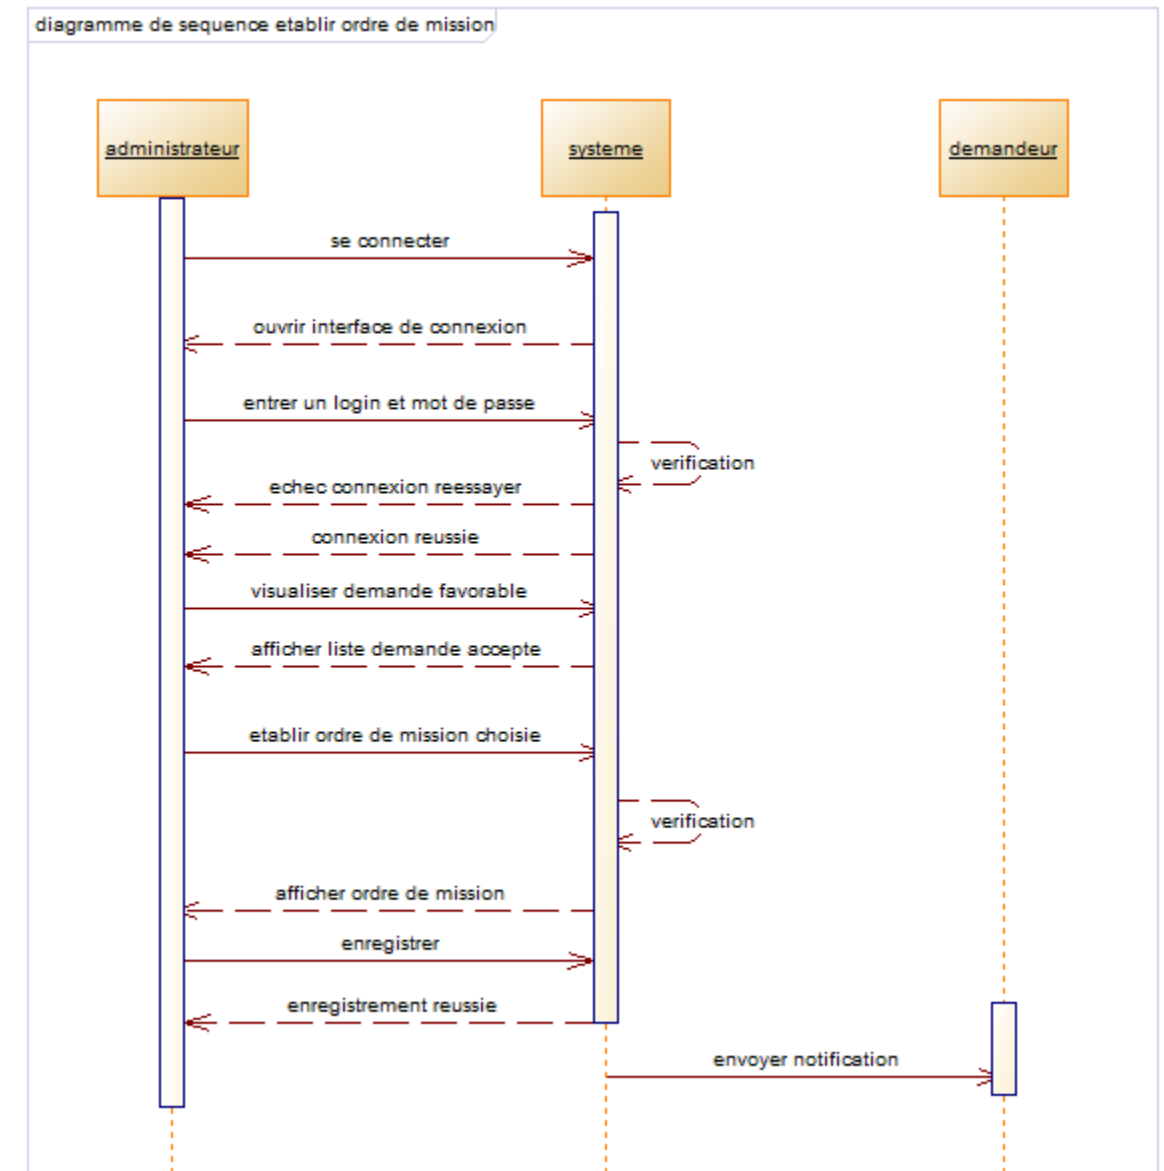 diagramme de sequence etablir ordre de mission
administrateur
systeme
demandeur
se connecter
ouvrir interface de connexion
entrer un login et mot de passe
verification
echec connexion reessayer
connexion reussie
visualiser demande favorable
afficher liste demande accepte
etablir ordre de mission choisie
verification
afficher ordre de mission
enregistrer
enregistrement reussie
envoyer notification